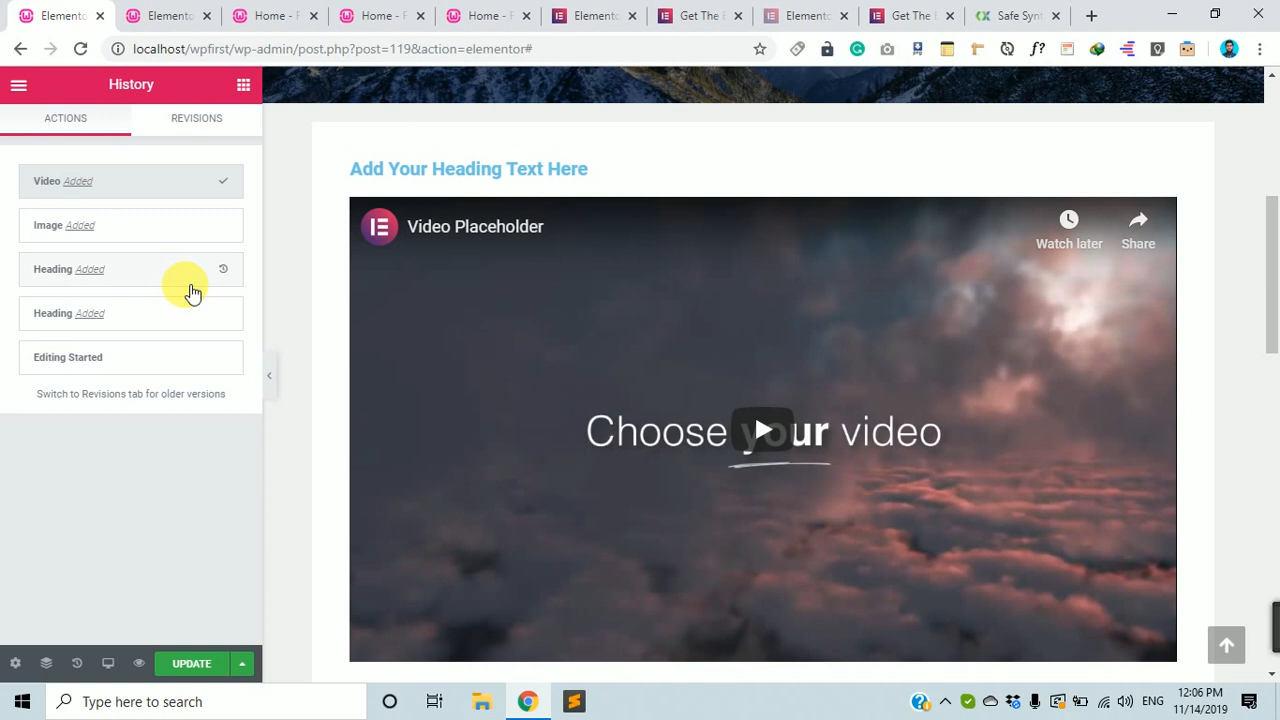 Elemento
Elemento
Home - F
Home - F
Home - F
Elemento
Get The E
Elemento
Get The E
Safe Synt
localhost/wpfirst/wp-admin/post.php?post=119&action=elementor#
History
ACTIONS
REVISIONS
Video Added
Image Added
Heading Added
Heading Added
Editing Started
Switch to Revisions tab for older versions
UPDATE
Add Your Heading Text Here
Video Placeholder
Watch later
Share
Choose your video
Type here to search
ENG
12:06 PM
11/14/2019